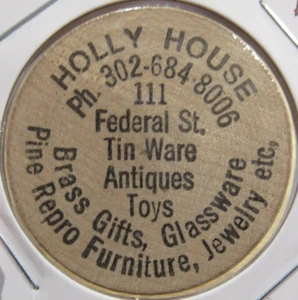 HOLLY HOUSE
Ph. 302-684-8006
111
Federal St.
Tin Ware
Antiques
Toys
Brass Gifts, Glassware
Pine Repro Furniture, Jewelry etc,